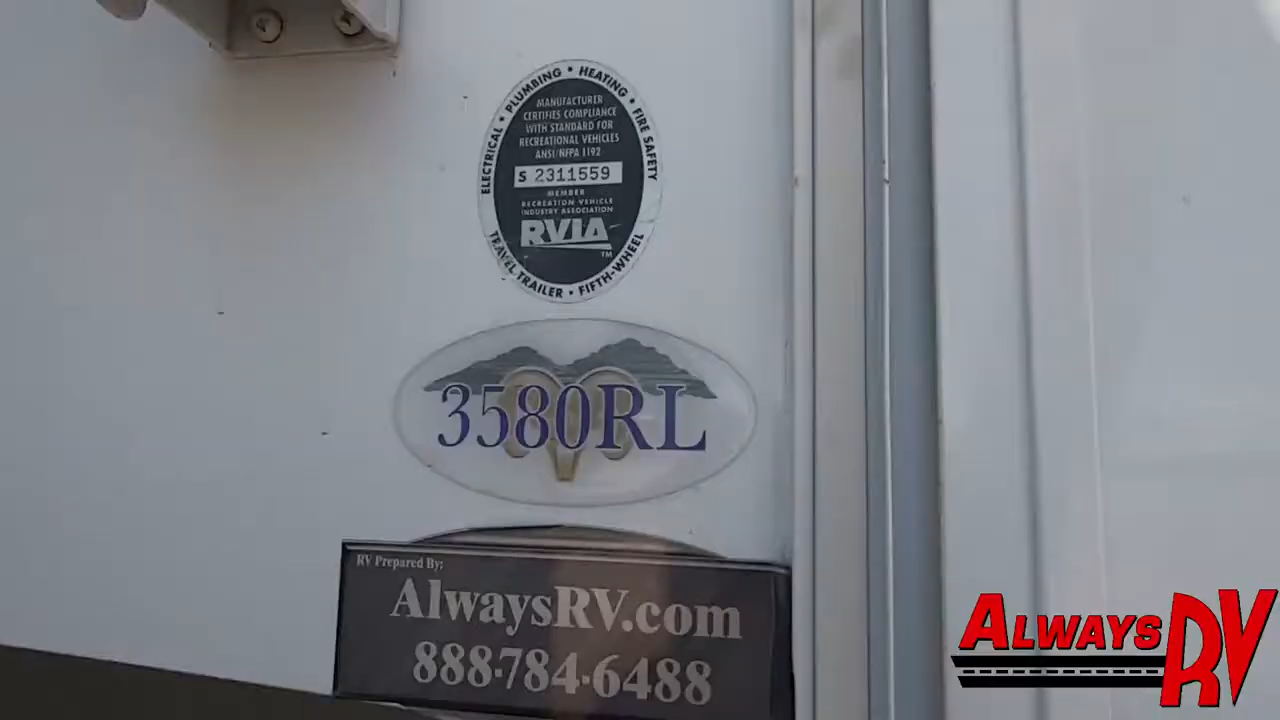 ELECTRICAL • PLUMBING • HEATING • FIRE SAFETY
MANUFACTURER
CERTIFIES COMPLIANCE
WITH STANDARD FOR
RECREATIONAL VEHICLES
ANSI/NFPA 1192
S 2311559
MEMBER
RECREATION VEHICLE
INDUSTRY ASSOCIATION
RVIA
TM
TRAVEL TRAILER • FIFTH-WHEEL
3580RL
RV Prepared By:
AlwaysRV.com
888·784·6488
ALWAYS RV